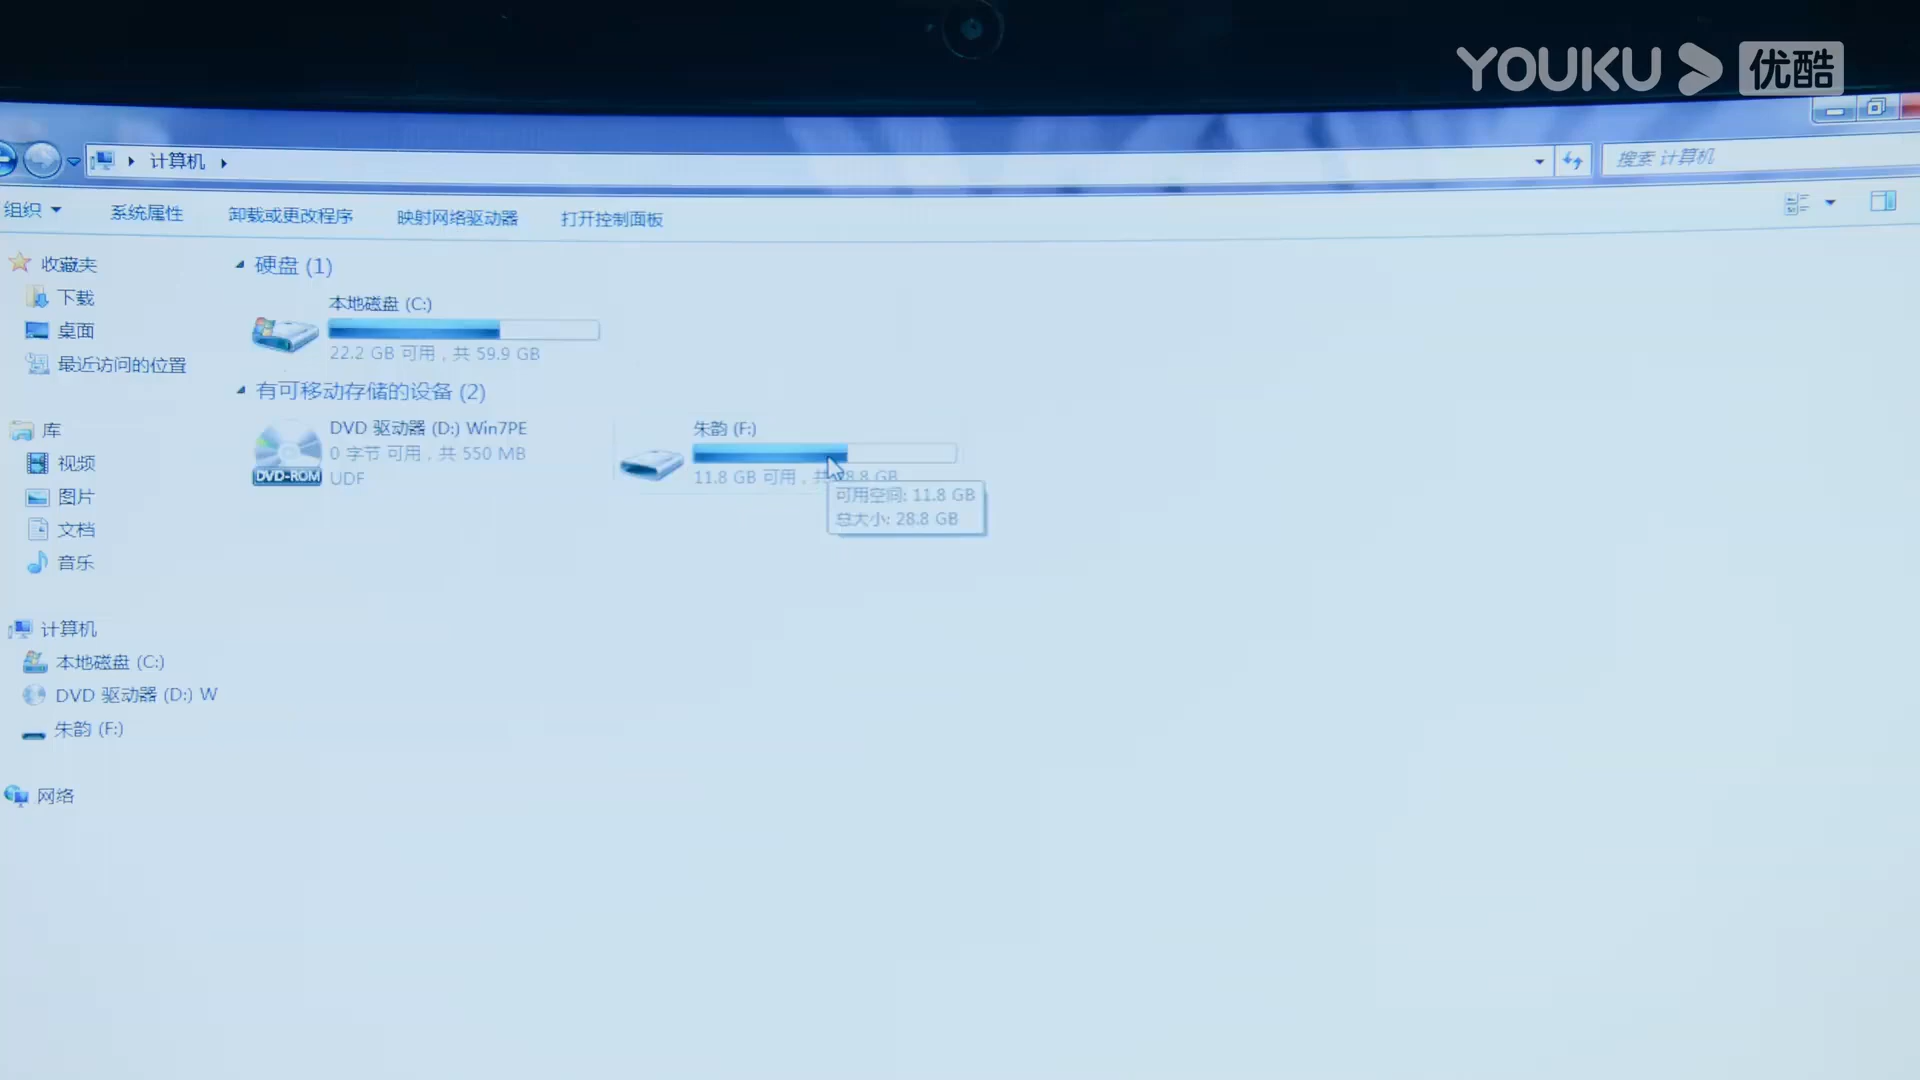 YOUKU 优酷
计算机
搜索 计算机
组织 系统属性 卸载或更改程序 映射网络驱动器 打开控制面板
收藏夹
下载
桌面
最近访问的位置
库
视频
图片
文档
音乐
计算机
本地磁盘 (C:)
DVD 驱动器 (D:) W
朱韵 (F:)
网络
硬盘 (1)
本地磁盘 (C:)
22.2 GB 可用，共 59.9 GB
有可移动存储的设备 (2)
DVD 驱动器 (D:) Win7PE
0 字节 可用，共 550 MB
UDF
DVD-ROM
朱韵 (F:)
11.8 GB 可用，共 28.8 GB
可用空间: 11.8 GB
总大小: 28.8 GB